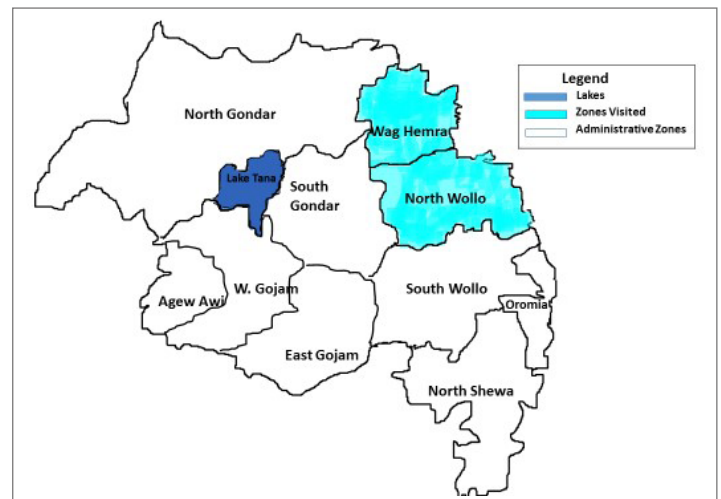 Legend
Lakes
Zones Visited
Administrative Zones
North Gondar
Wag Hemra
Lake Tana
South
Gondar
North Wollo
Agew Awi
W. Gojam
South Wollo
Oromia
East Gojam
North Shewa